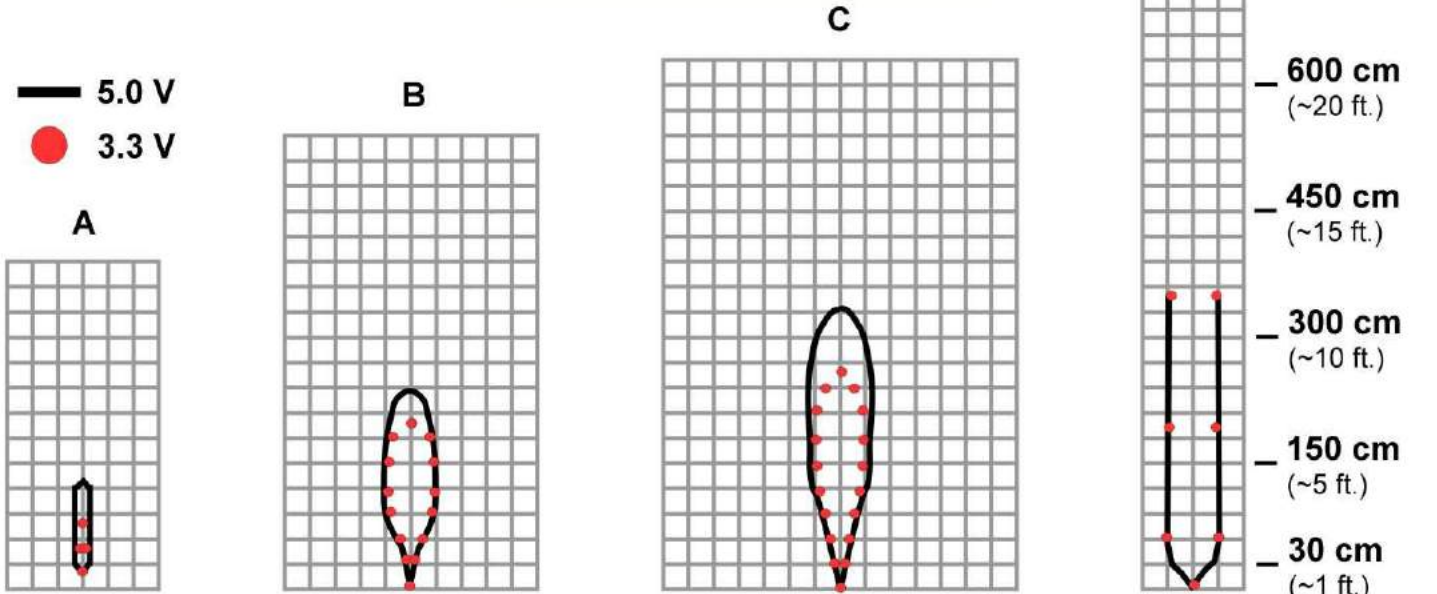 C
5.0 V
B
3.3 V
A
600 cm
(~20 ft.)
450 cm
(~15 ft.)
300 cm
(~10 ft.)
150 cm
(~5 ft.)
30 cm
(~1 ft.)